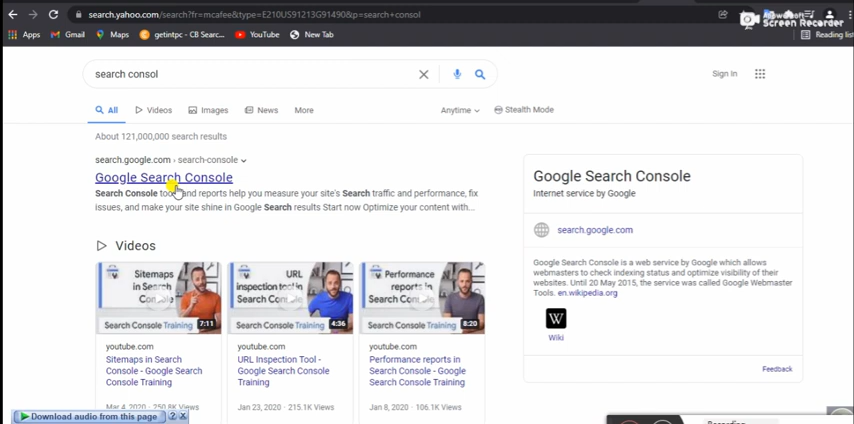 search.yahoo.com/search?fr=mcafee&type=E210US91213G91490&p=search+consol
Apowersoft
Screen Recorder
Apps
Gmail
Maps
getintpc - CB Searc...
YouTube
New Tab
Reading list
search consol
Sign In
All
Videos
Images
News
More
Anytime
Stealth Mode
About 121,000,000 search results
search.google.com › search-console
Google Search Console
Search Console tools and reports help you measure your site's Search traffic and performance, fix
issues, and make your site shine in Google Search results Start now Optimize your content with...
Videos
Sitemaps
in Search
Console
Search Console Training
7:11
URL
inspection tool in
Search Console
Search Console Training
4:36
Performance
reports in
Search Console
Search Console Training
8:20
youtube.com
Sitemaps in Search
Console - Google Search
Console Training
Mar 4, 2020 · 250.8K Views
youtube.com
URL Inspection Tool -
Google Search Console
Training
Jan 23, 2020 · 215.1K Views
youtube.com
Performance reports in
Search Console - Google
Search Console Training
Jan 8, 2020 · 106.1K Views
Google Search Console
Internet service by Google
search.google.com
Google Search Console is a web service by Google which allows
webmasters to check indexing status and optimize visibility of their
websites. Until 20 May 2015, the service was called Google Webmaster
Tools. en.wikipedia.org
W
Wiki
Feedback
Download audio from this page
? X
Recording